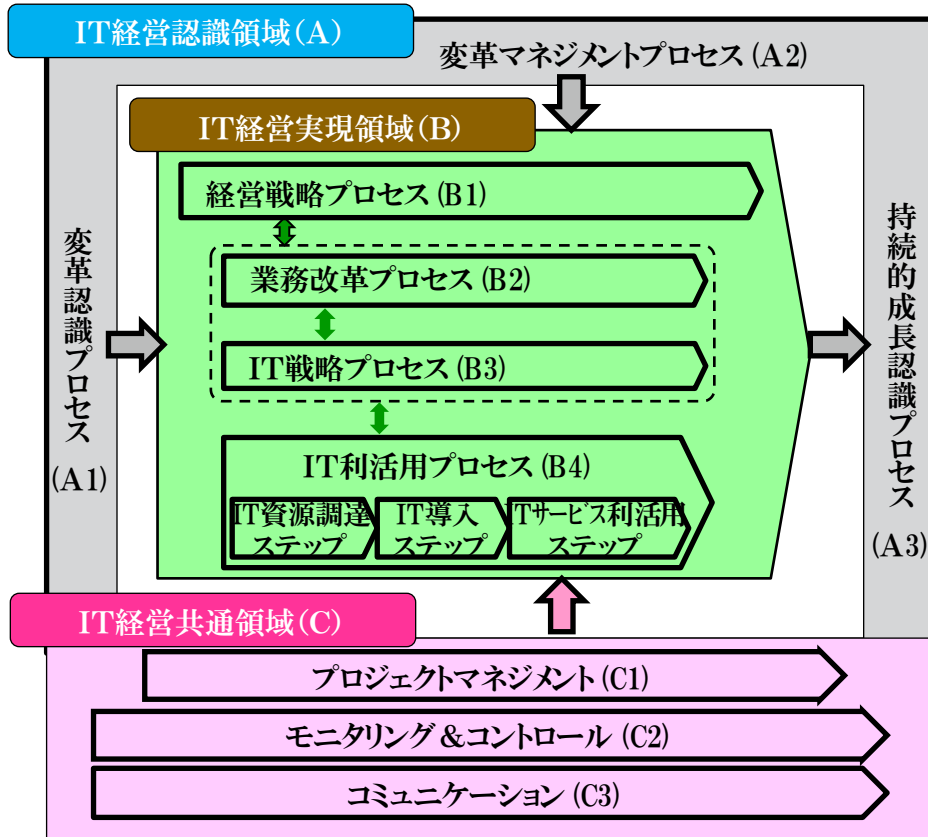 IT経営認識領域(A)
変革マネジメントプロセス(A2)
IT経営実現領域(B)
経営戦略プロセス(B1)
業務改革プロセス(B2)
IT戦略プロセス(B3)
IT利活用プロセス(B4)
IT資源調達
ステップ
IT導入
ステップ
ITサービス利活用
ステップ
変革認識プロセス
(A1)
持続的成長認識プロセス
(A3)
IT経営共通領域(C)
プロジェクトマネジメント(C1)
モニタリング&コントロール(C2)
コミュニケーション(C3)